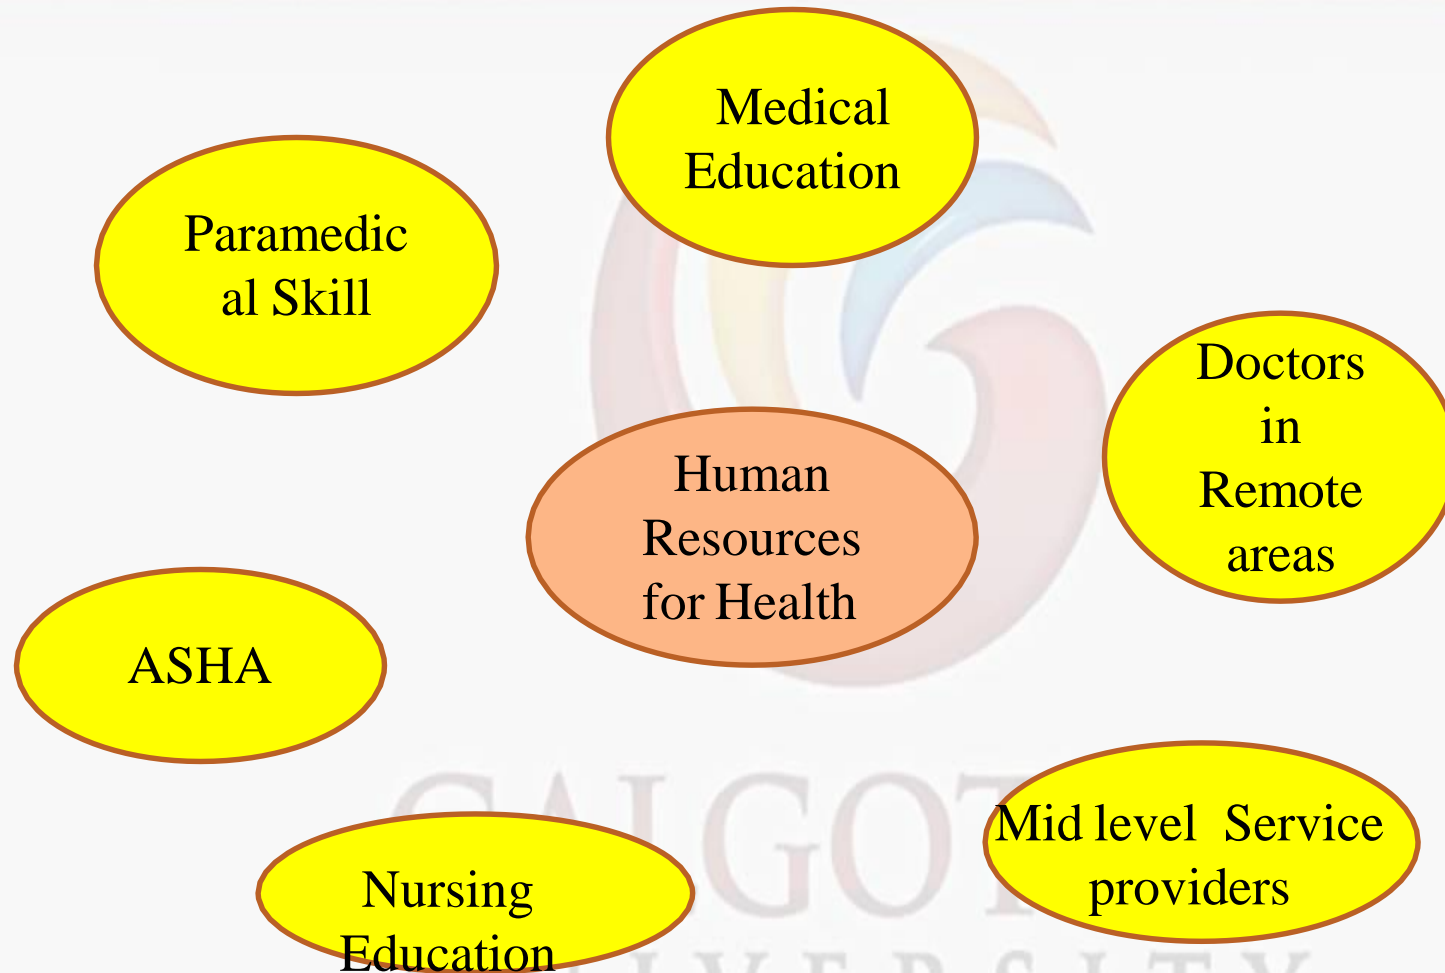 Medical
Education
Paramedic
al Skill
Doctors
in
Remote
areas
Human
Resources
for Health
ASHA
Mid level Service
providers
Nursing
Education